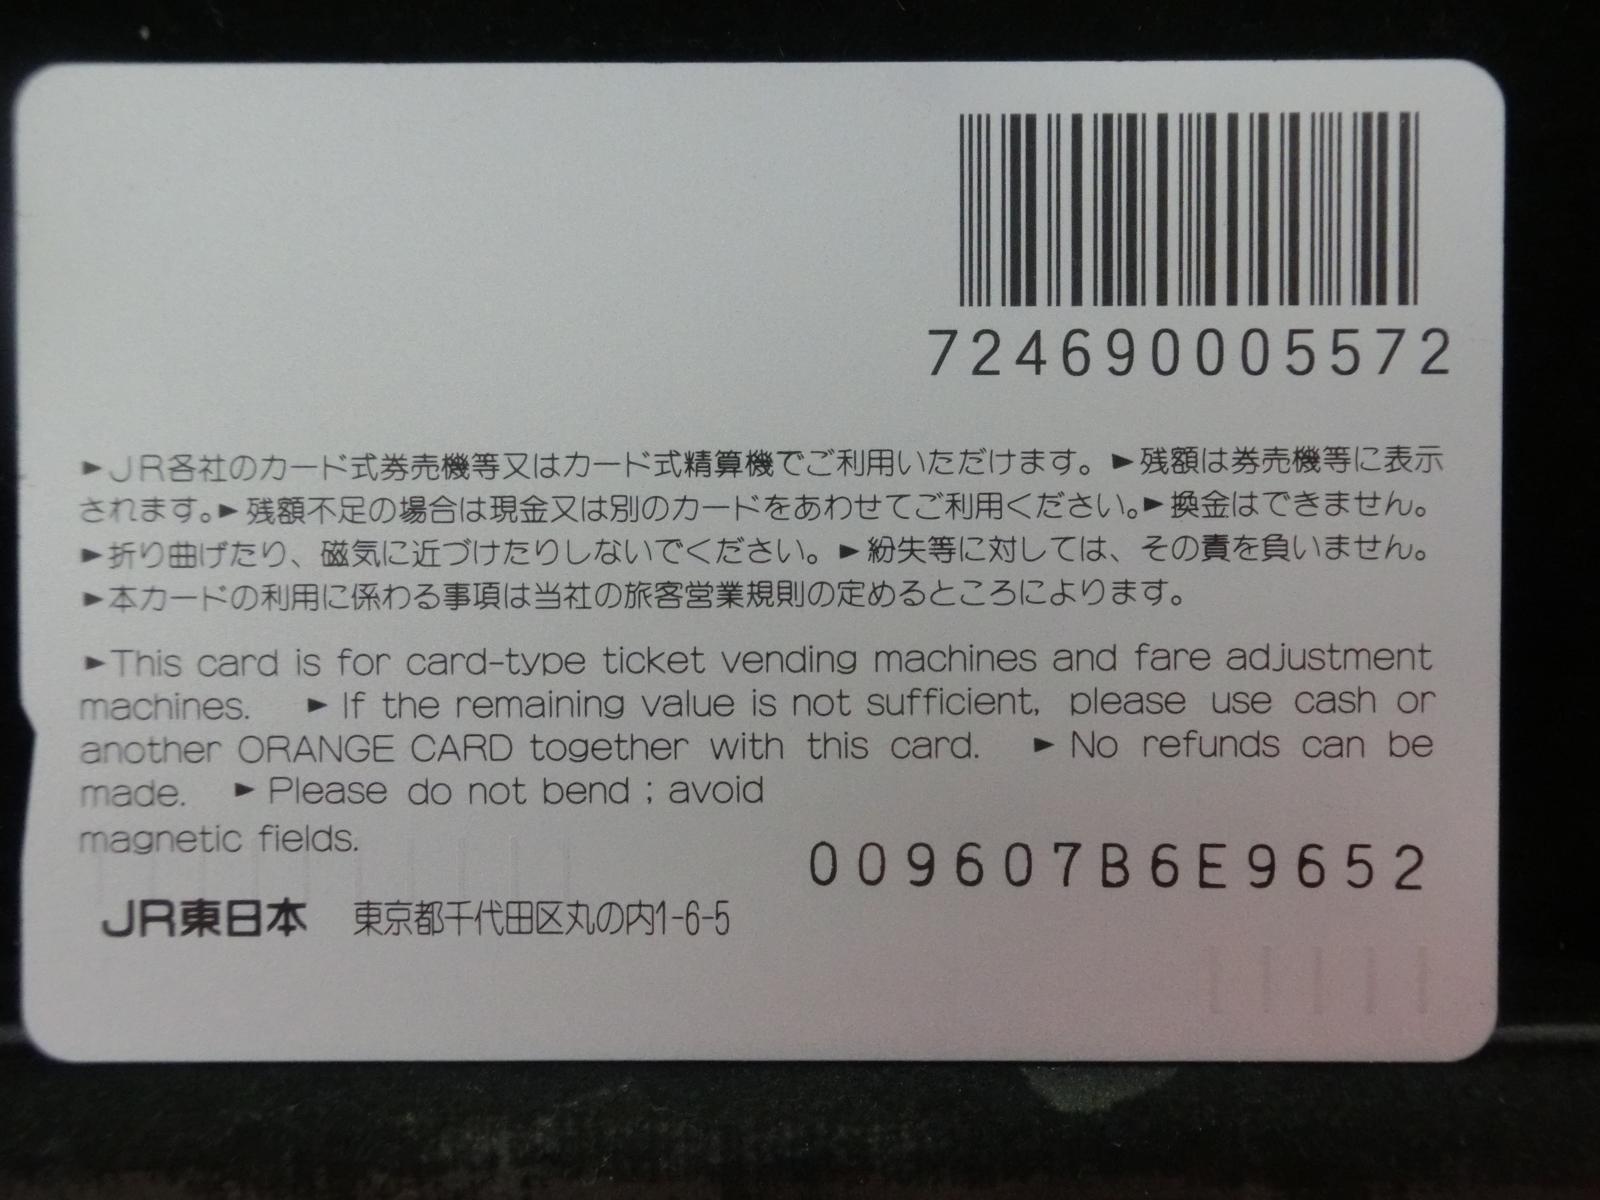 724690005572
►JR各社のカード式券売機等又はカード式精算機でご利用いただけます。►残額は券売機等に表示
されます。►残額不足の場合は現金又は別のカードをあわせてご利用ください。►換金はできません。
►折り曲げたり、磁気に近づけたりしないでください。►紛失等に対しては、その責を負いません。
►本カードの利用に係わる事項は当社の旅客営業規則の定めるところによります。
►This card is for card-type ticket vending machines and fare adjustment
machines. ►If the remaining value is not sufficient, please use cash or
another ORANGE CARD together with this card. ►No refunds can be
made. ►Please do not bend ; avoid
magnetic fields.
009607B6E9652
JR東日本 東京都千代田区丸の内1-6-5